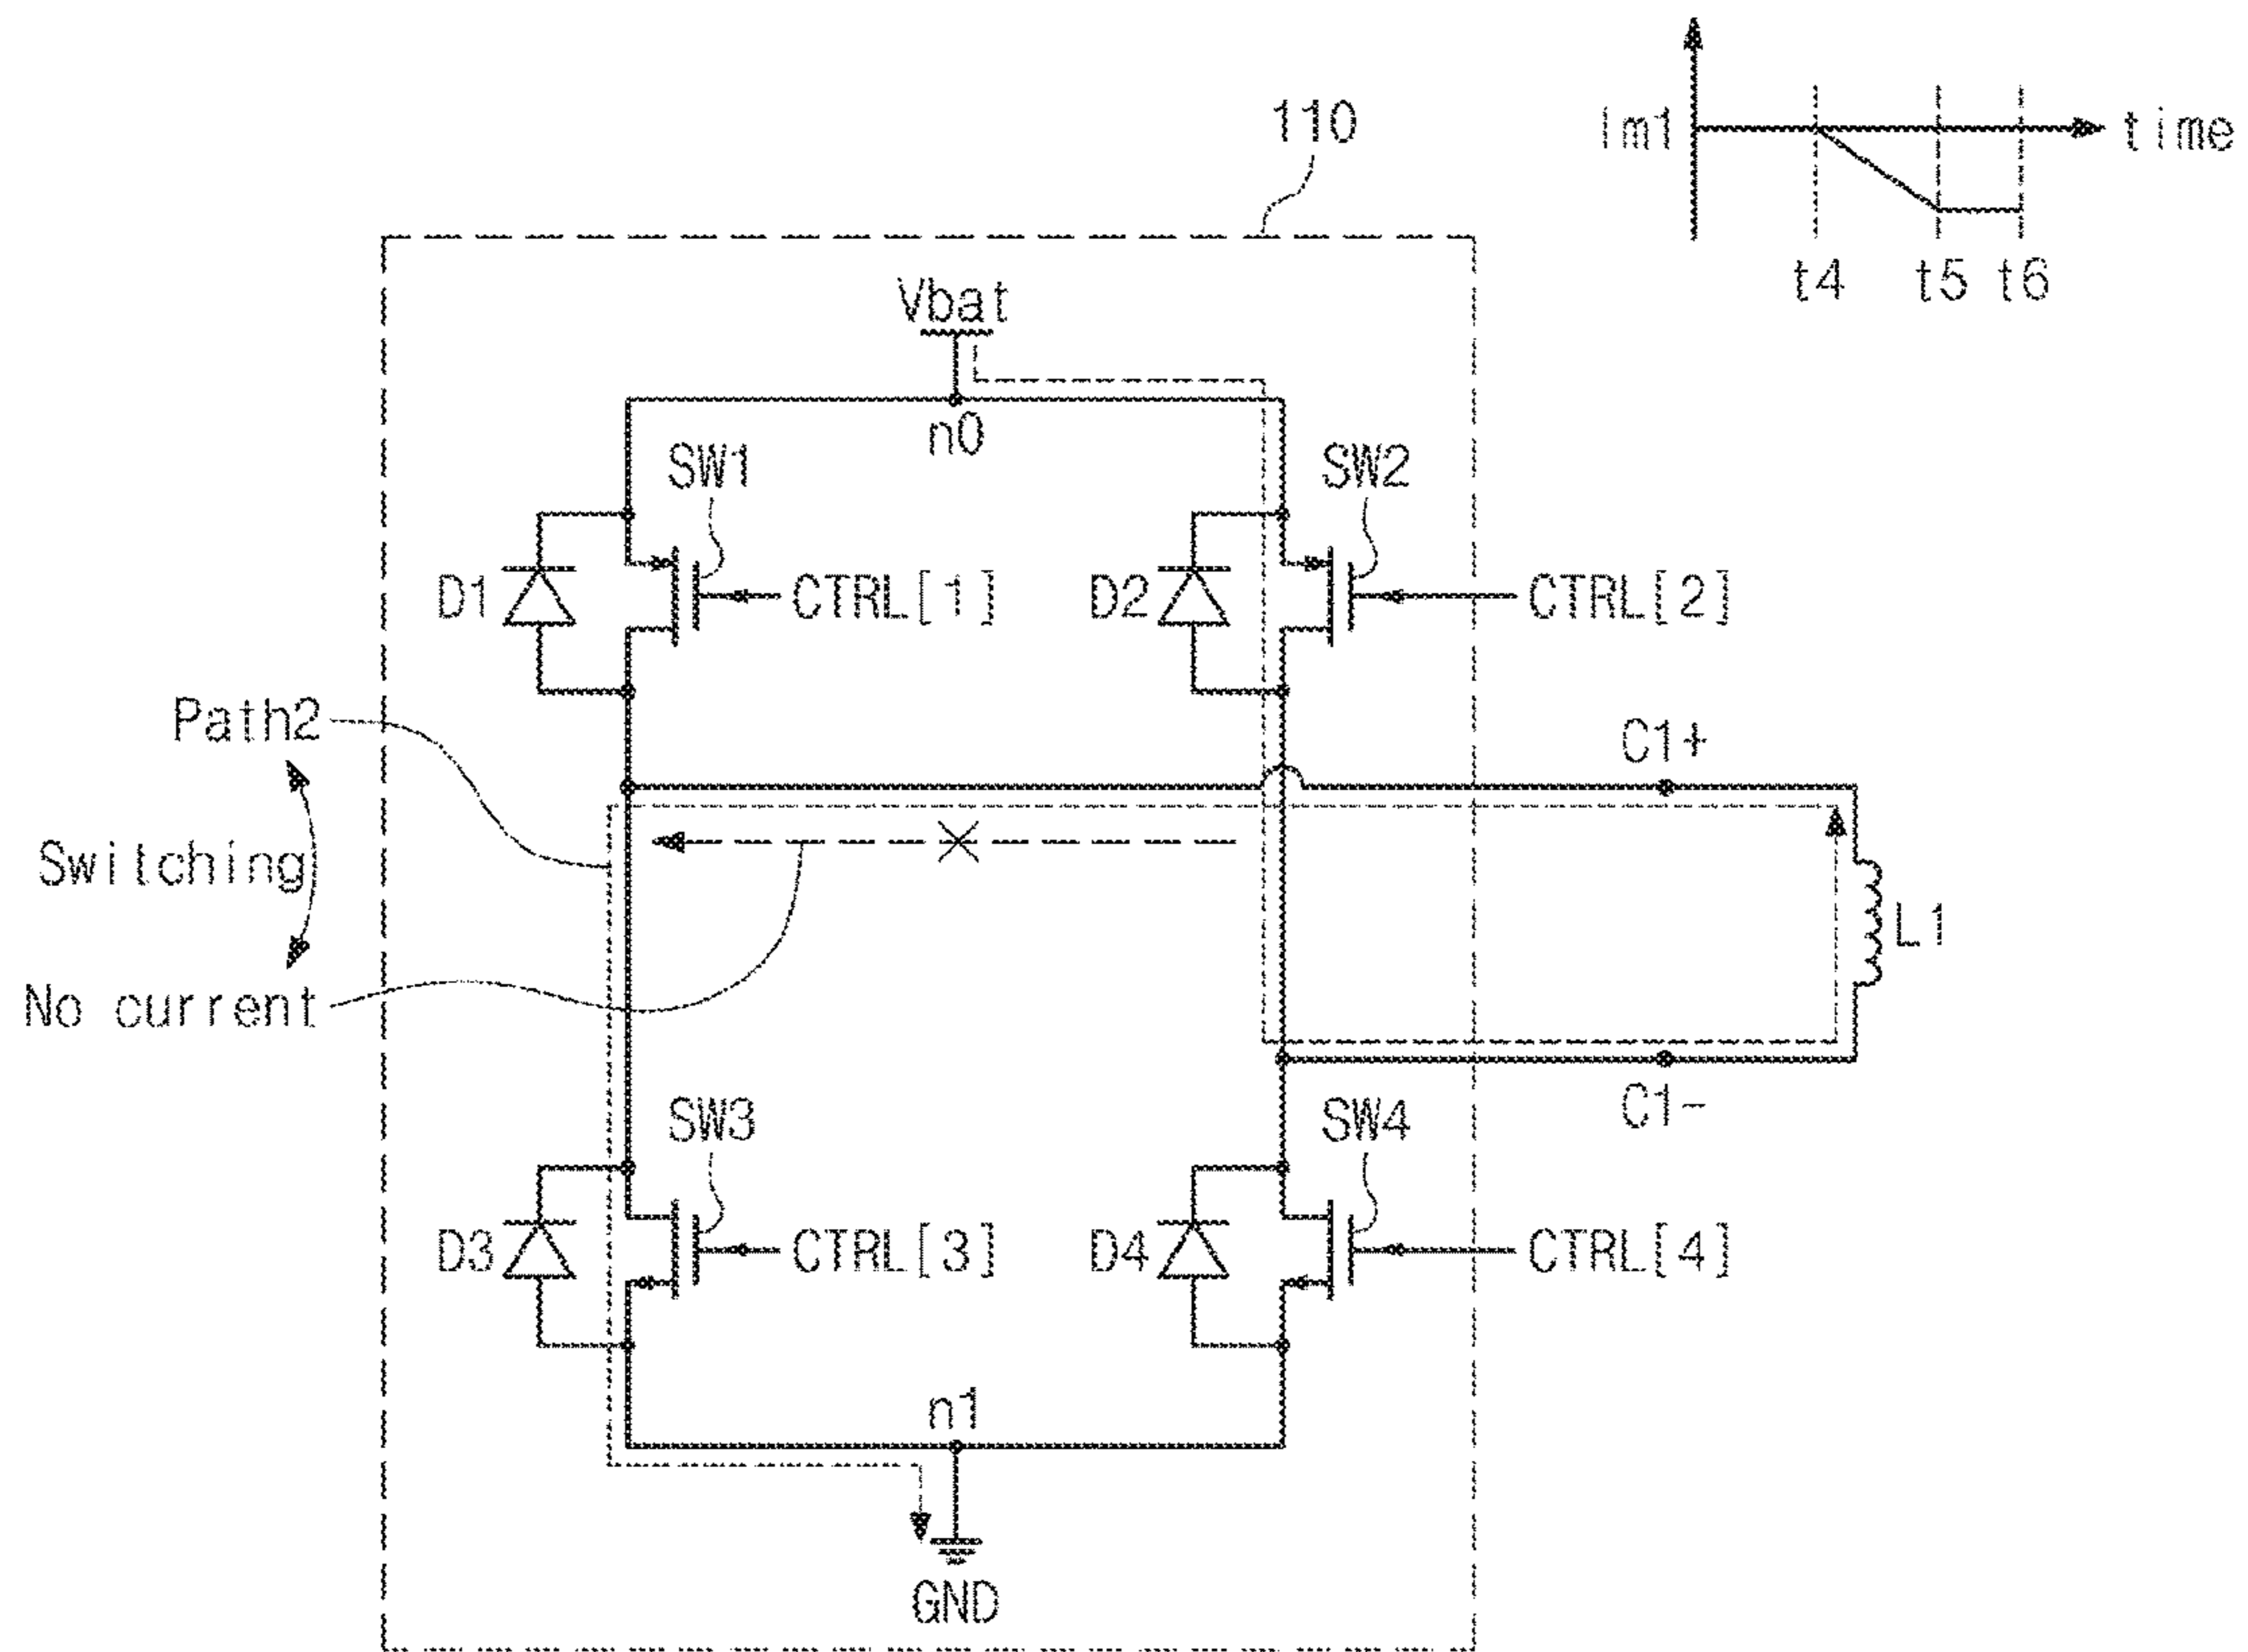 110
Im1
time
t4
t5
t6
Vbat
n0
SW1
SW2
D1
CTRL[1]
D2
CTRL[2]
Path2
C1+
Switching
L1
No current
C1-
SW3
SW4
D3
CTRL[3]
D4
CTRL[4]
n1
GND